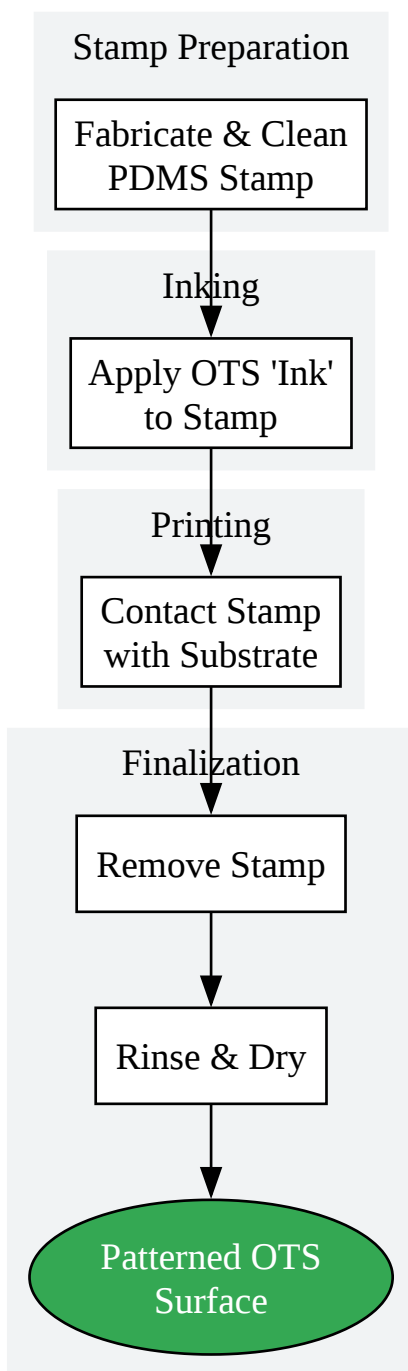 Stamp Preparation
Fabricate & Clean
PDMS Stamp
Inking
Apply OTS 'Ink'
to Stamp
Printing
Contact Stamp
with Substrate
Finalization
Remove Stamp
Rinse & Dry
Patterned OTS
Surface